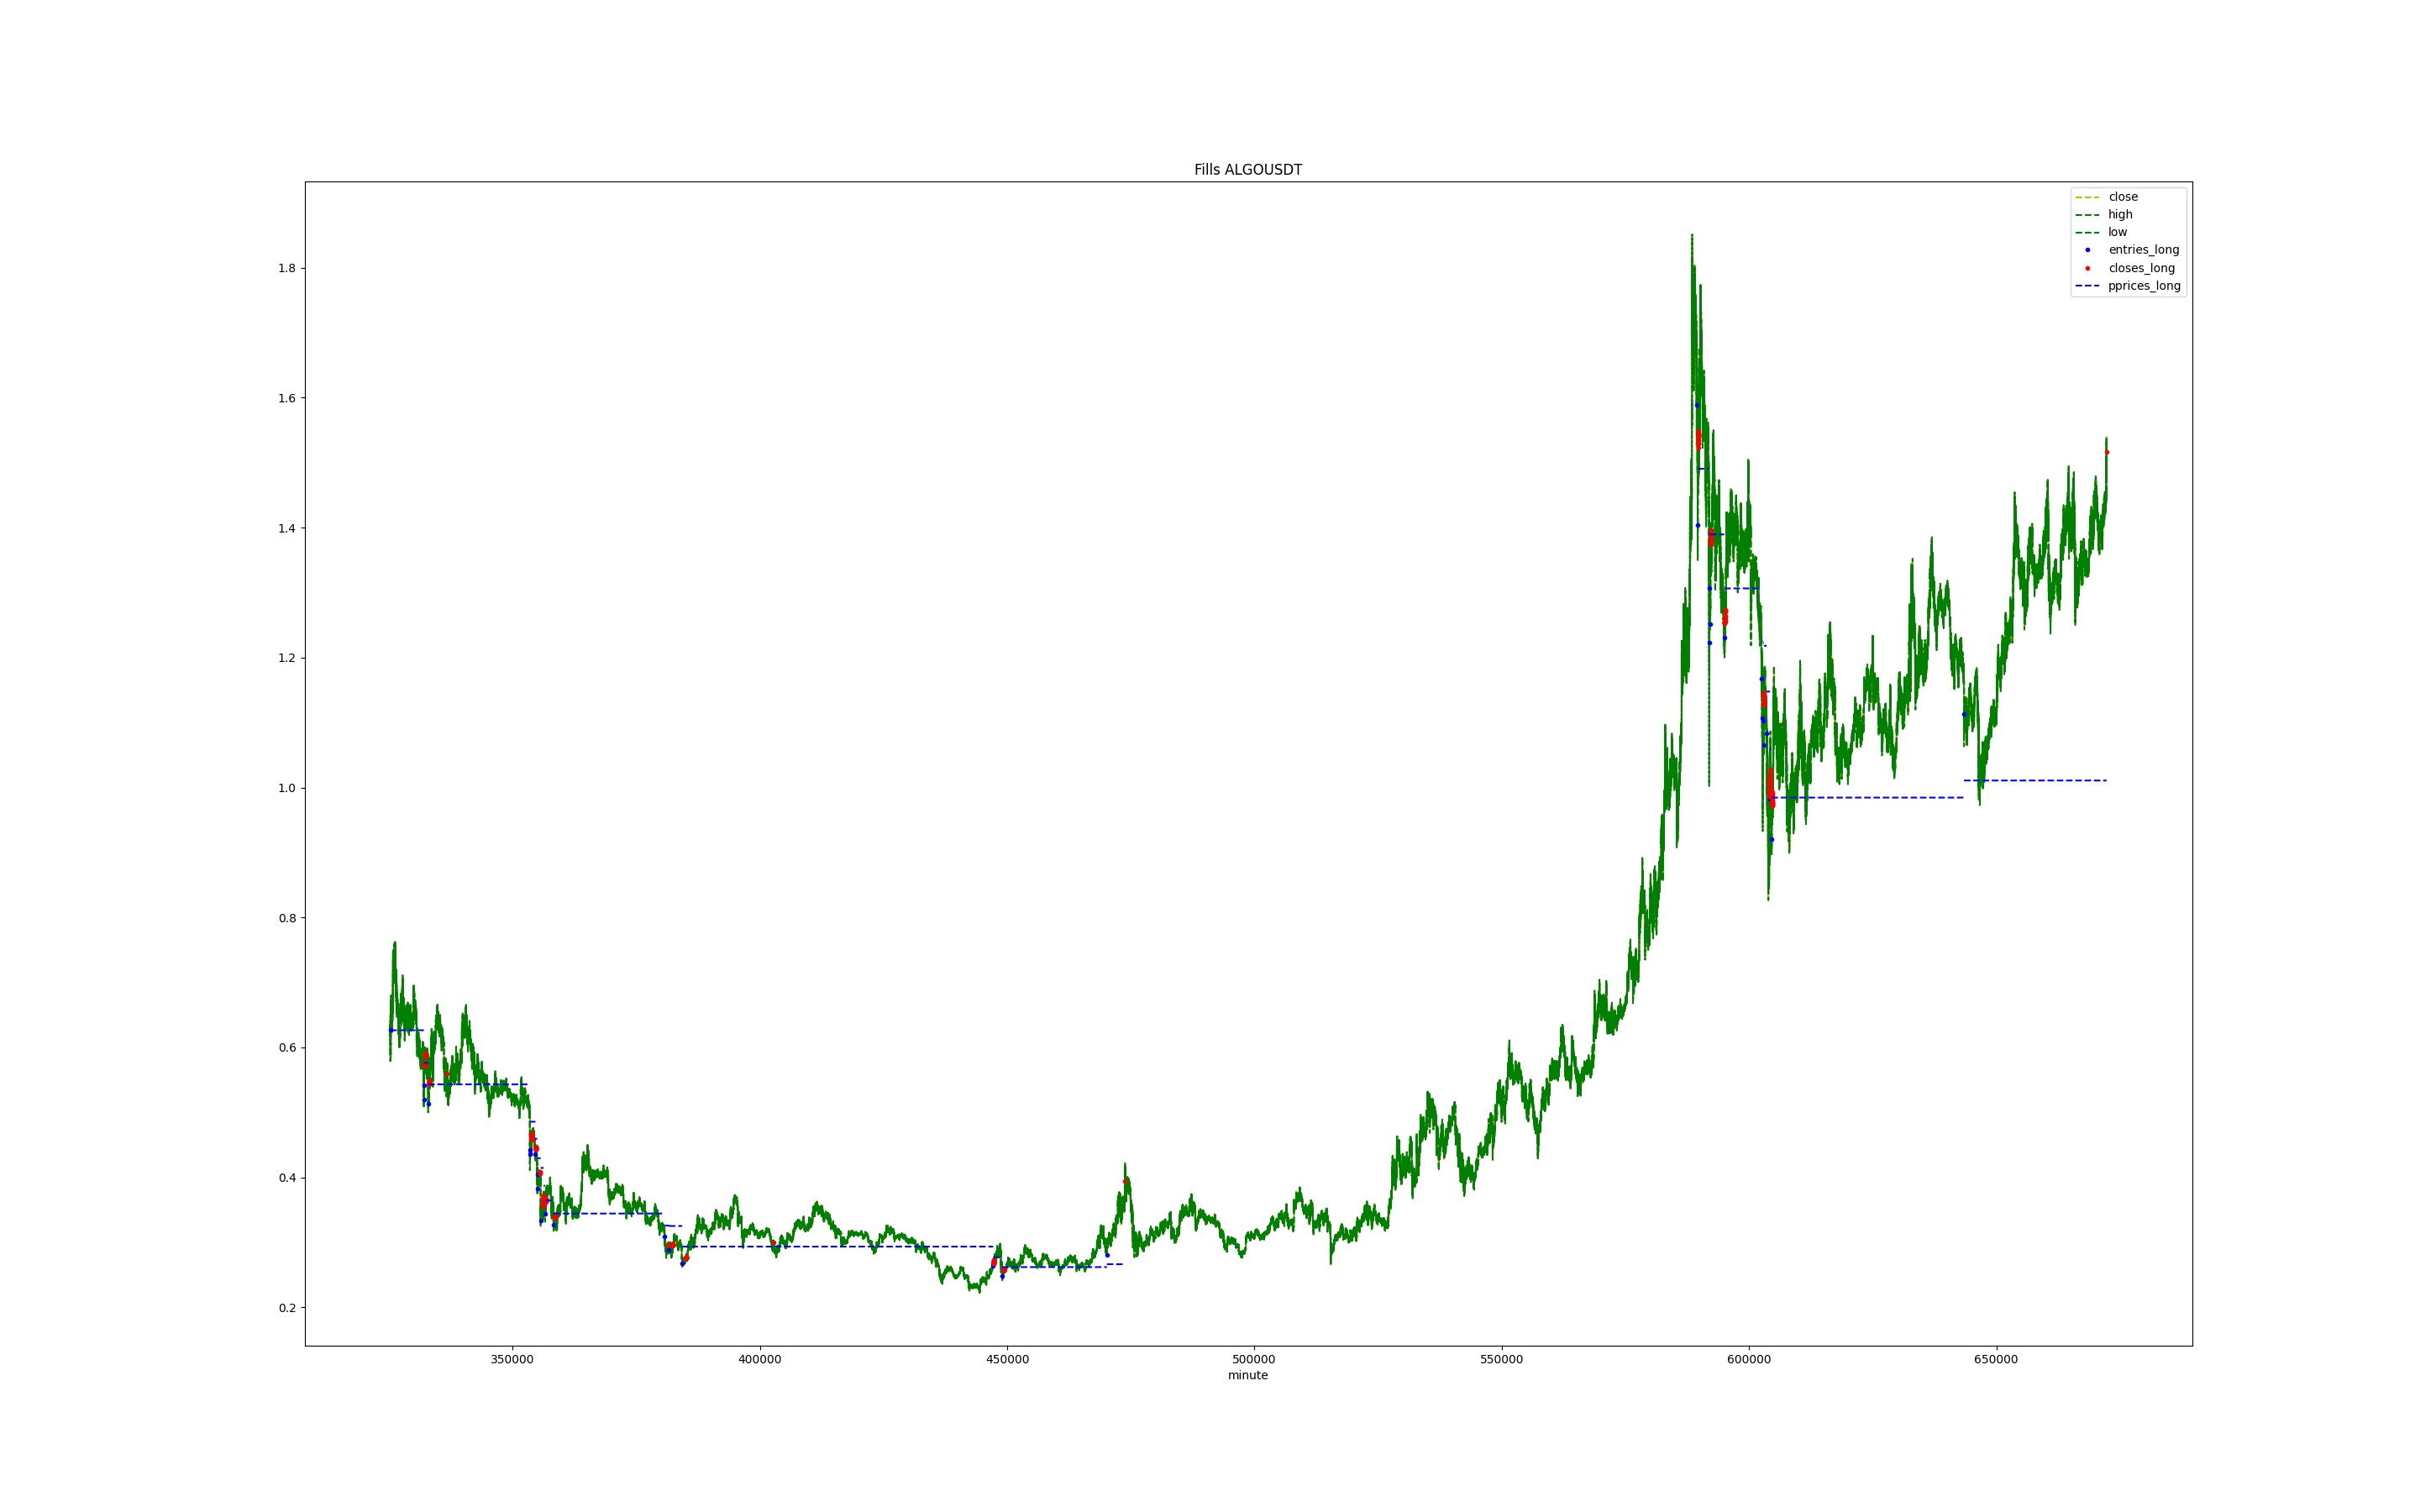 Fills ALGOUSDT
close
high
low
entries_long
closes_long
pprices_long
1.8
1.6
1.4
1.2
1.0
0.8
0.6
0.4
0.2
350000 400000 450000 500000 550000 600000 650000
minute